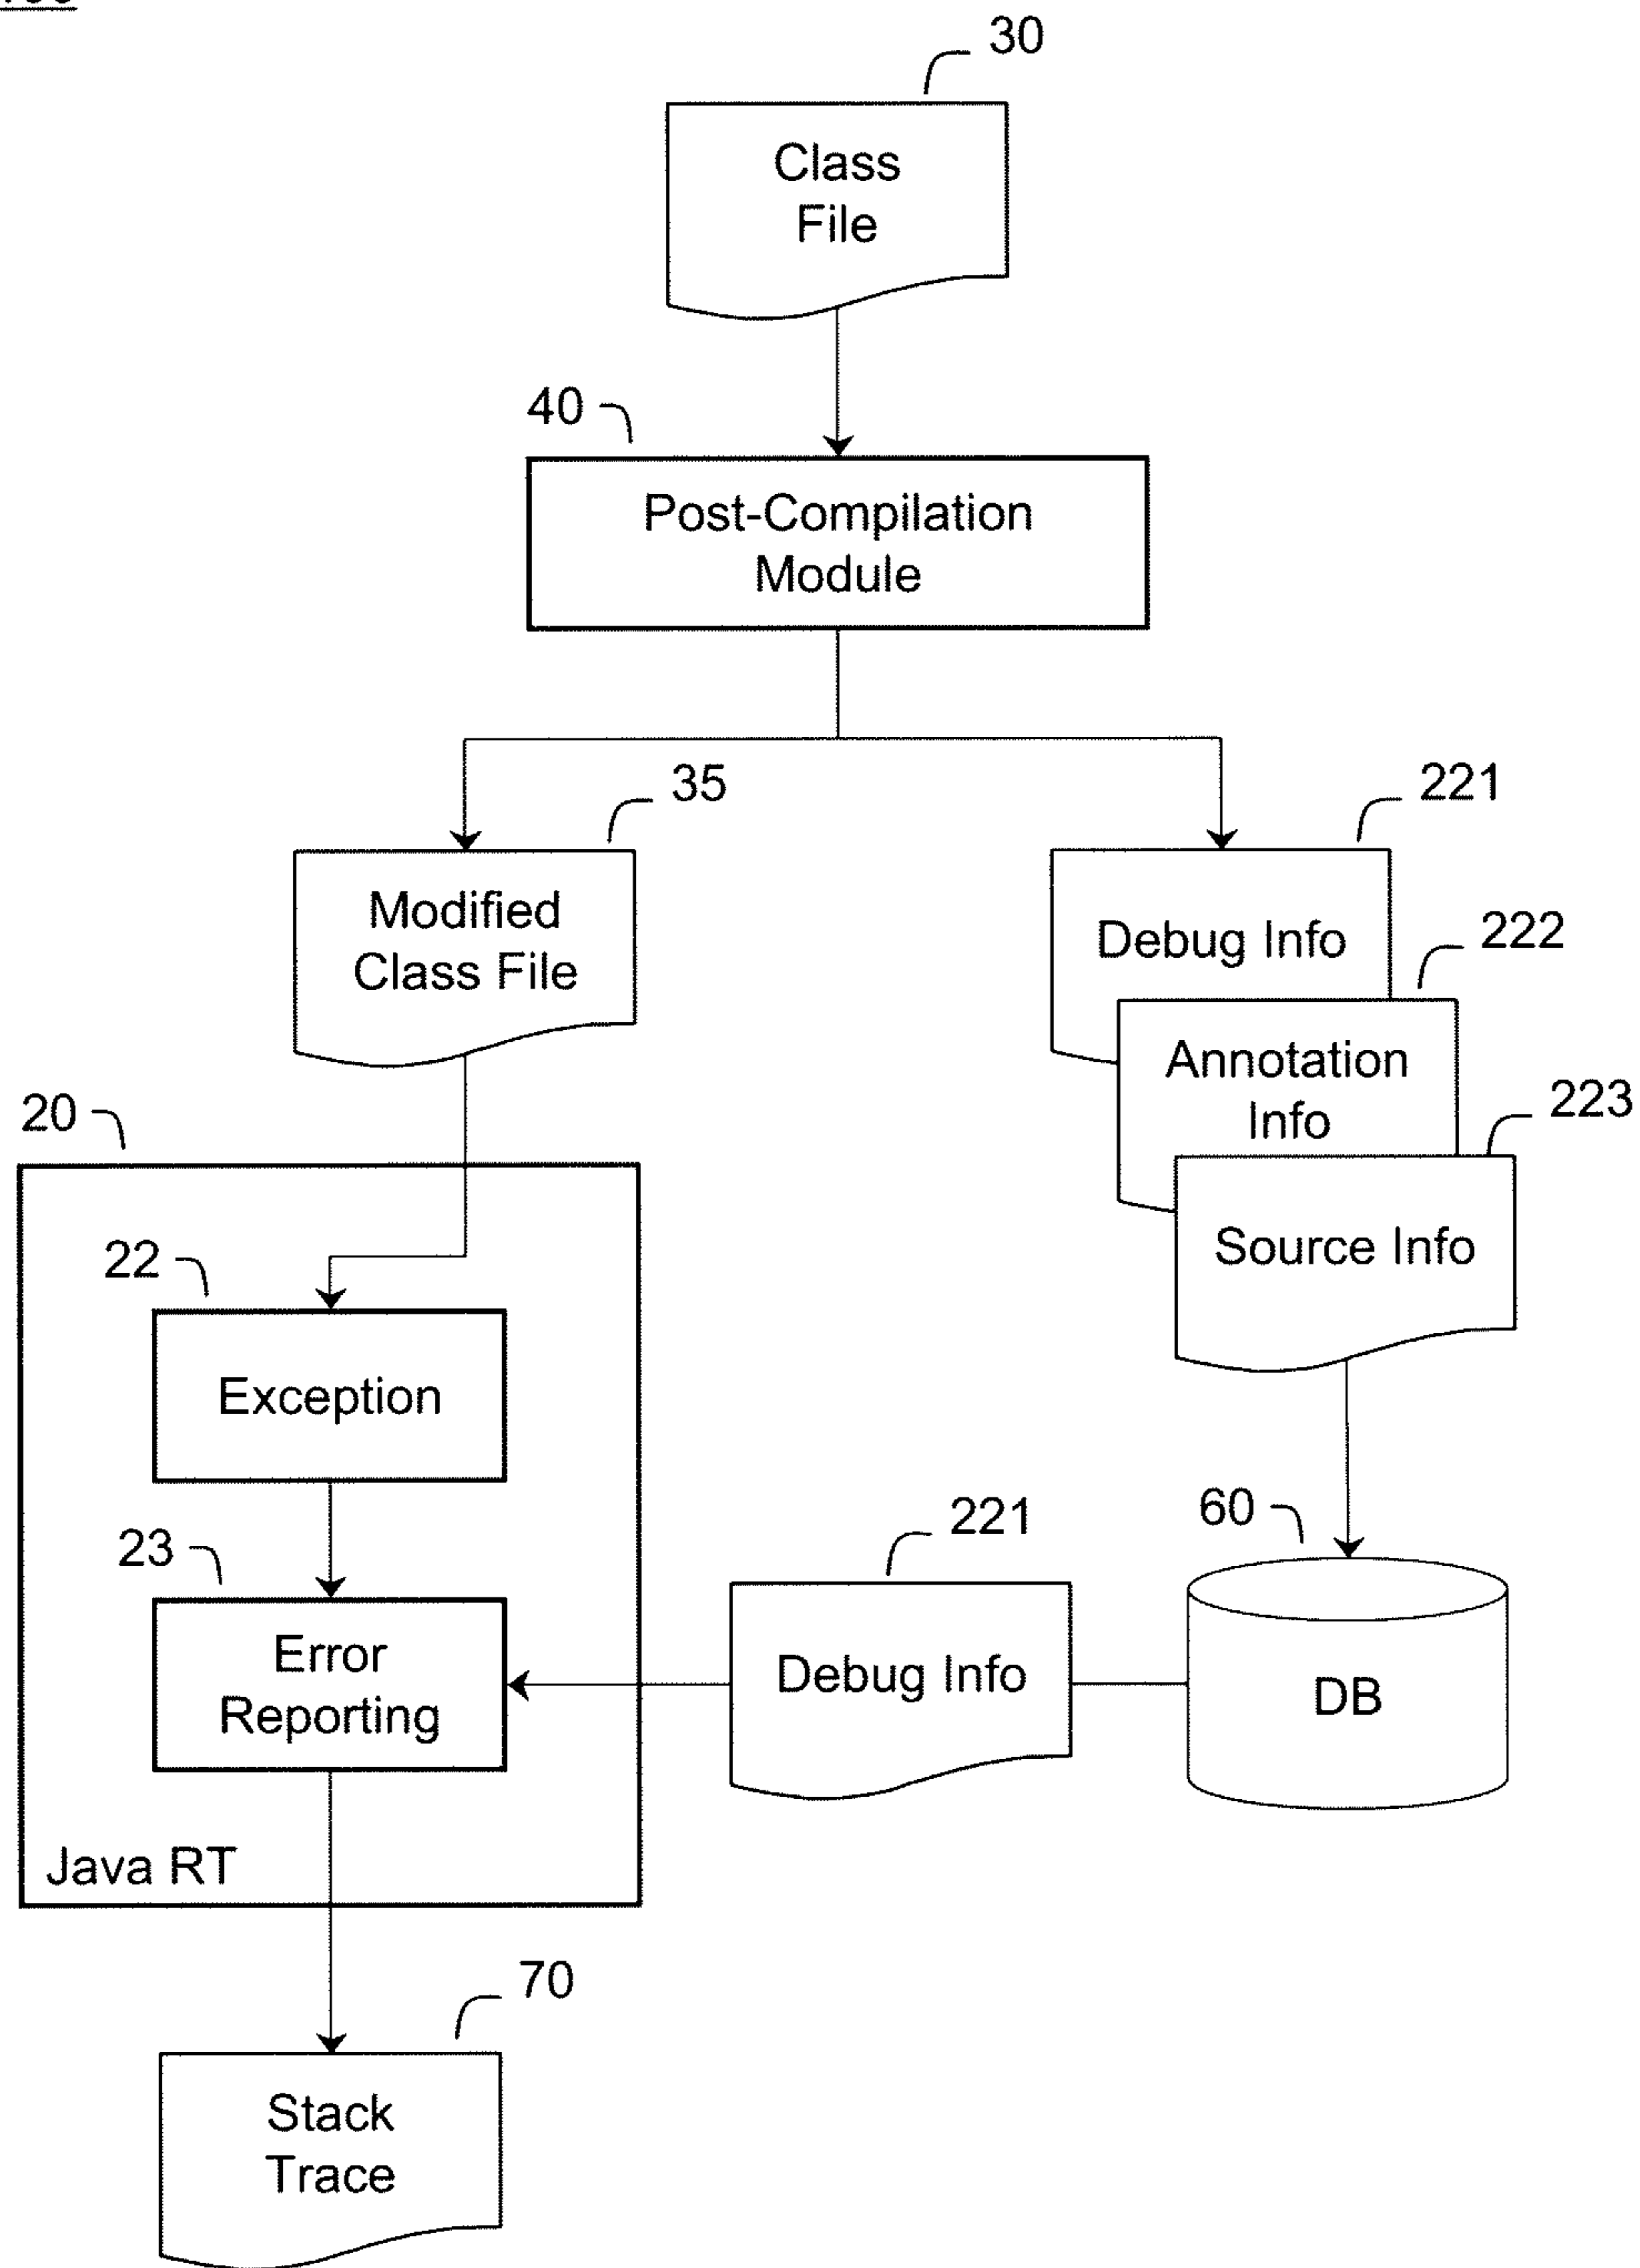 30
Class
File
40
Post-Compilation
Module
35
221
Modified
Class File
Debug Info
222
Annotation
Info
20
223
Source Info
22
Exception
60
221
23
Error
Reporting
Debug Info
DB
Java RT
70
Stack
Trace